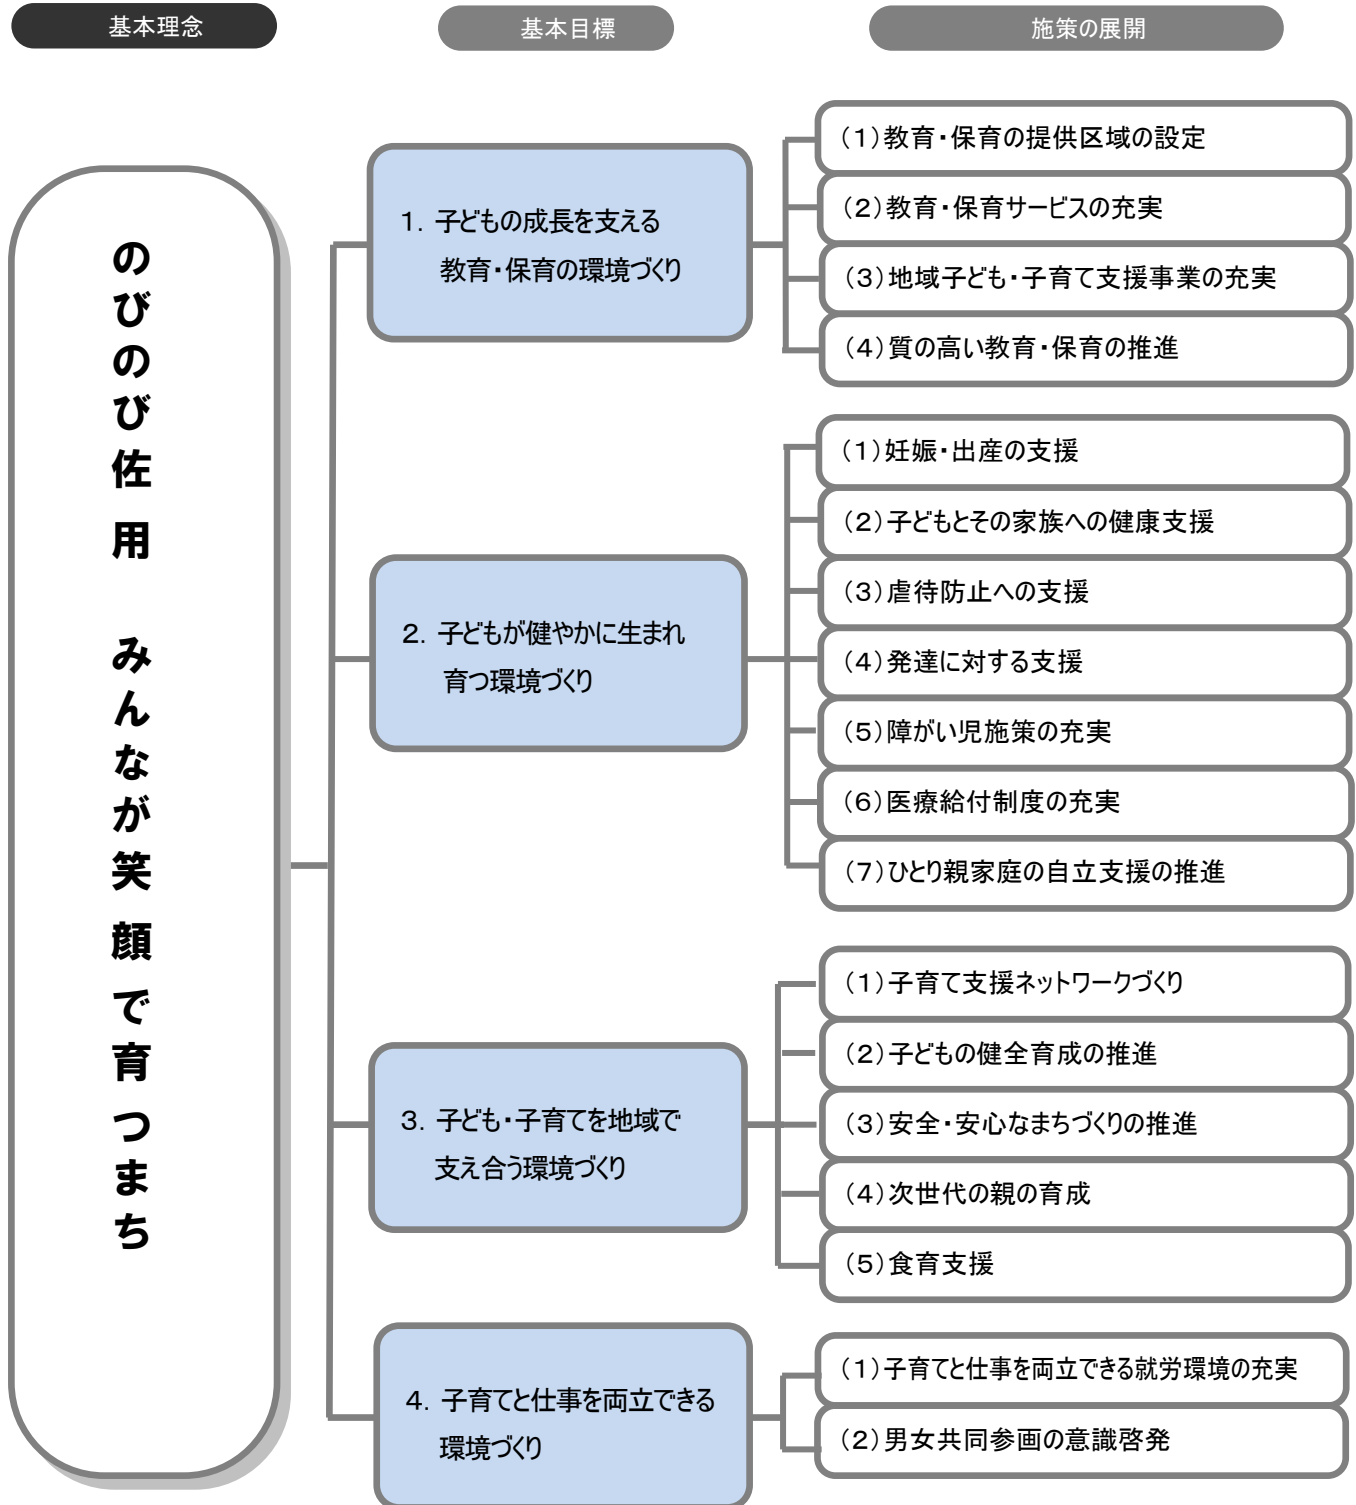 基本理念
基本目標
施策の展開
のびのび佐用　みんなが笑顔で育つまち
1. 子どもの成長を支える
教育・保育の環境づくり
（1）教育・保育の提供区域の設定
（2）教育・保育サービスの充実
（3）地域子ども・子育て支援事業の充実
（4）質の高い教育・保育の推進
2. 子どもが健やかに生まれ
育つ環境づくり
（1）妊娠・出産の支援
（2）子どもとその家族への健康支援
（3）虐待防止への支援
（4）発達に対する支援
（5）障がい児施策の充実
（6）医療給付制度の充実
（7）ひとり親家庭の自立支援の推進
3. 子ども・子育てを地域で
支え合う環境づくり
（1）子育て支援ネットワークづくり
（2）子どもの健全育成の推進
（3）安全・安心なまちづくりの推進
（4）次世代の親の育成
（5）食育支援
4. 子育てと仕事を両立できる
環境づくり
（1）子育てと仕事を両立できる就労環境の充実
（2）男女共同参画の意識啓発